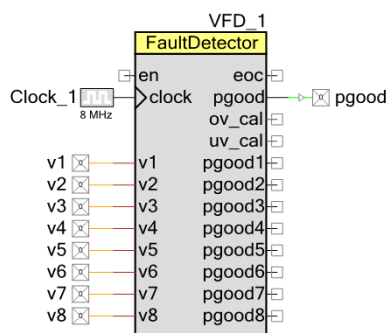 VFD_1
FaultDetector
en eoc
Clock_1 clock pgood pgood
8 MHz
ov_cal
uv_cal
v1 v1 pgood1
v2 v2 pgood2
v3 v3 pgood3
v4 v4 pgood4
v5 v5 pgood5
v6 v6 pgood6
v7 v7 pgood7
v8 v8 pgood8